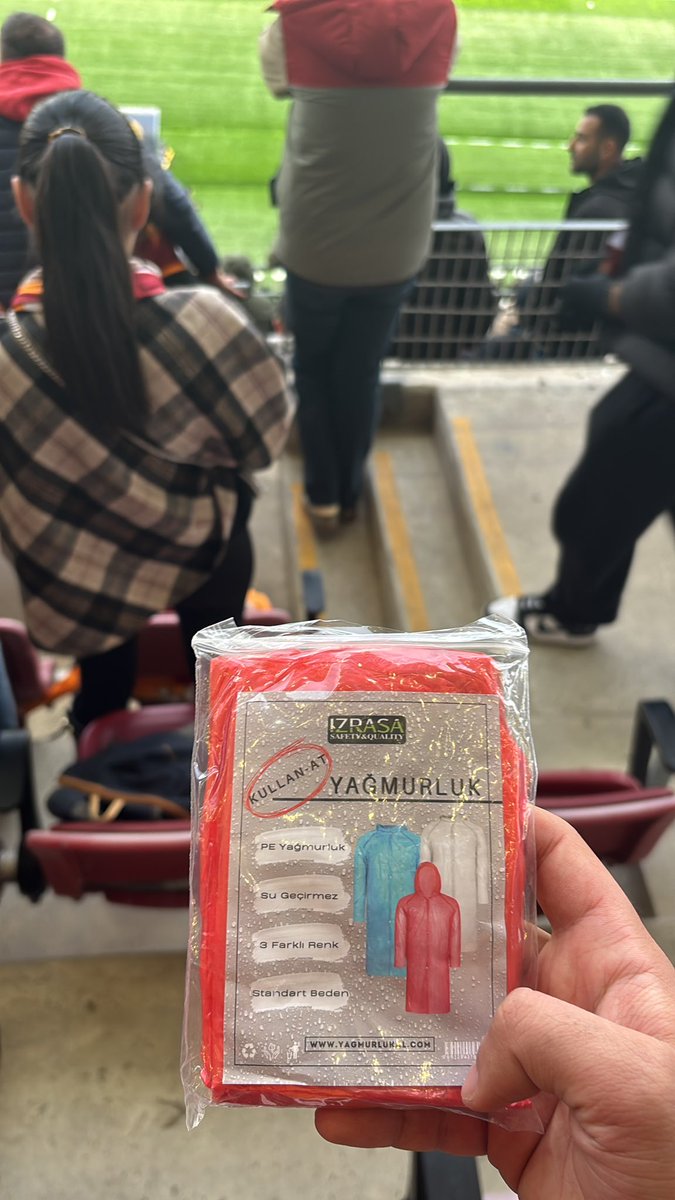 IZRASA
SAFETY&QUALITY
KULLAN-AT
YAĞMURLUK
PE Yağmurluk
Su Geçirmez
3 Farklı Renk
Standart Beden